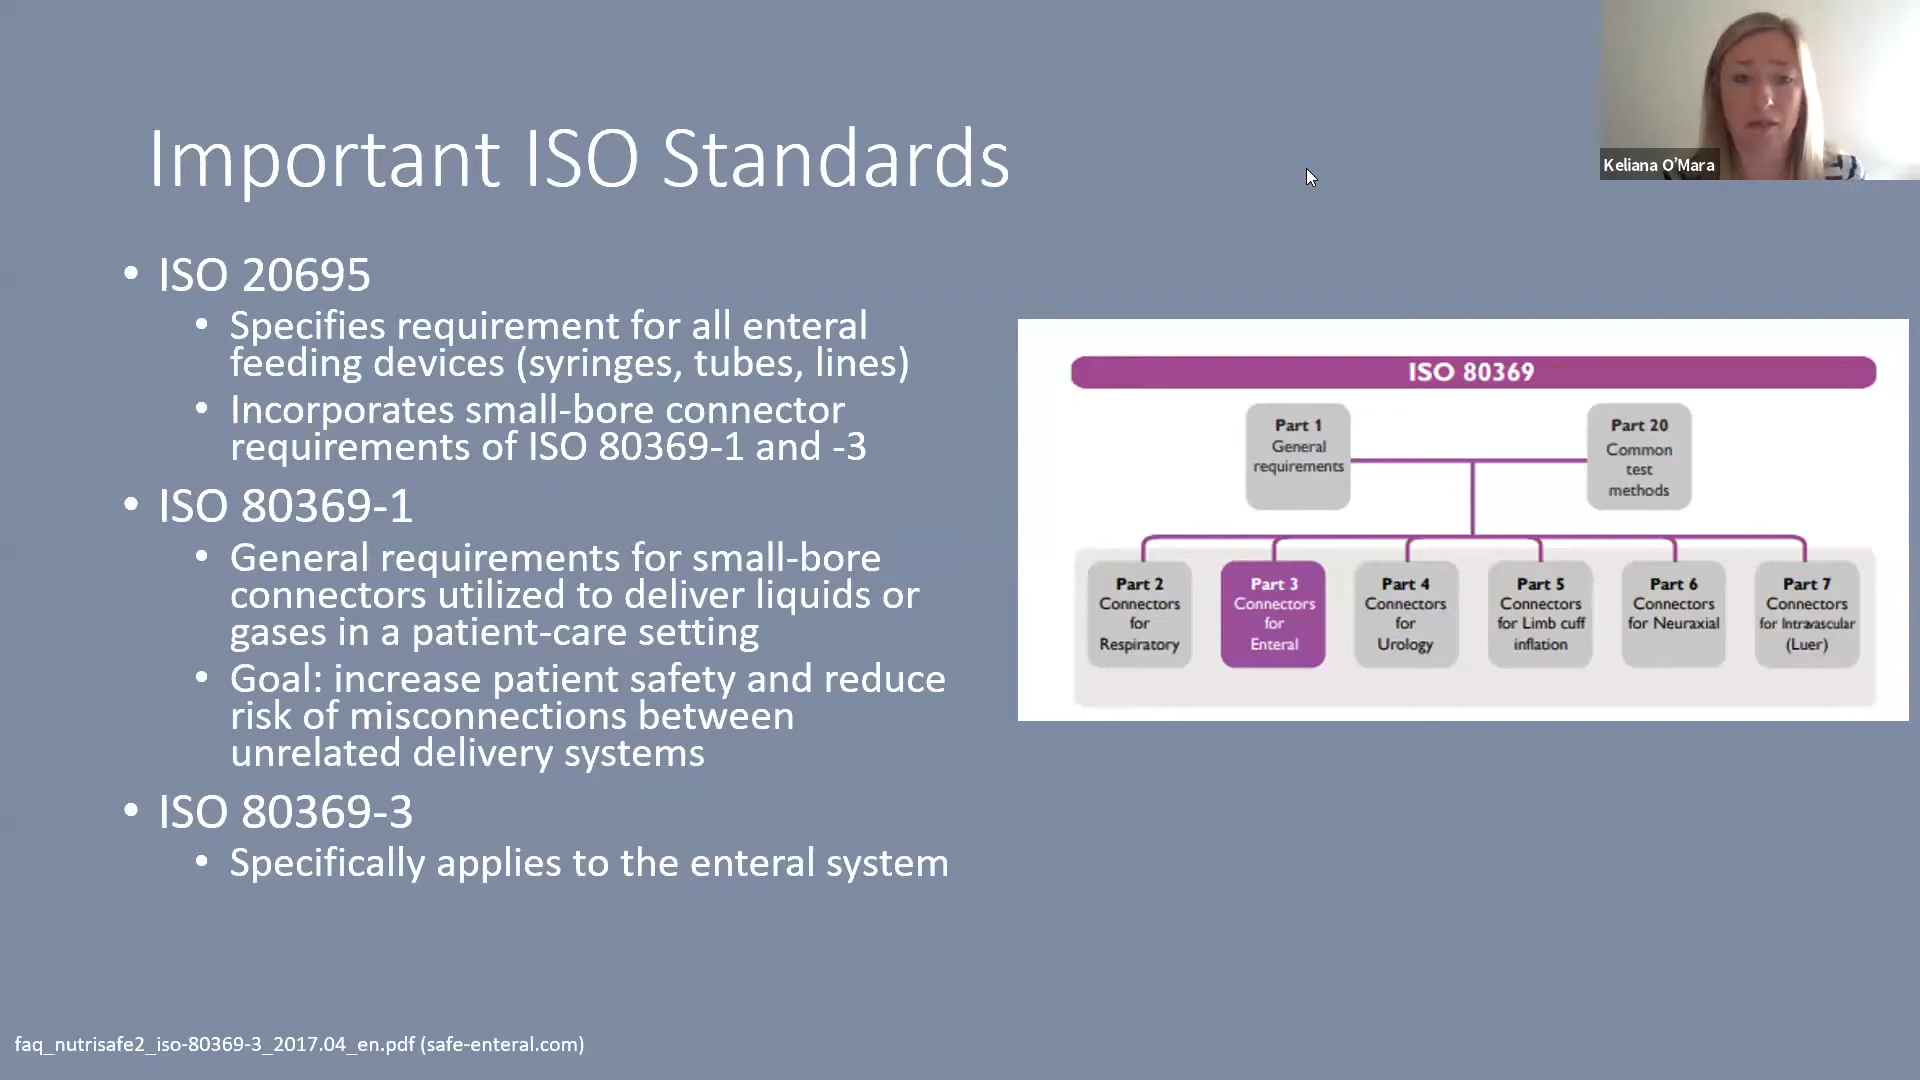 Keliana O'Mara
Important ISO Standards
• ISO 20695
• Specifies requirement for all enteral
feeding devices (syringes, tubes, lines)
• Incorporates small-bore connector
requirements of ISO 80369-1 and -3
• ISO 80369-1
• General requirements for small-bore
connectors utilized to deliver liquids or
gases in a patient-care setting
• Goal: increase patient safety and reduce
risk of misconnections between
unrelated delivery systems
• ISO 80369-3
• Specifically applies to the enteral system
ISO 80369
Part 1
General
requirements
Part 20
Common
test
methods
Part 2
Connectors
for
Respiratory
Part 3
Connectors
for
Enteral
Part 4
Connectors
for
Urology
Part 5
Connectors
for Limb cuff
inflation
Part 6
Connectors
for Neuraxial
Part 7
Connectors
for Intravascular
(Luer)
faq_nutrisafe2_iso-80369-3_2017.04_en.pdf (safe-enteral.com)